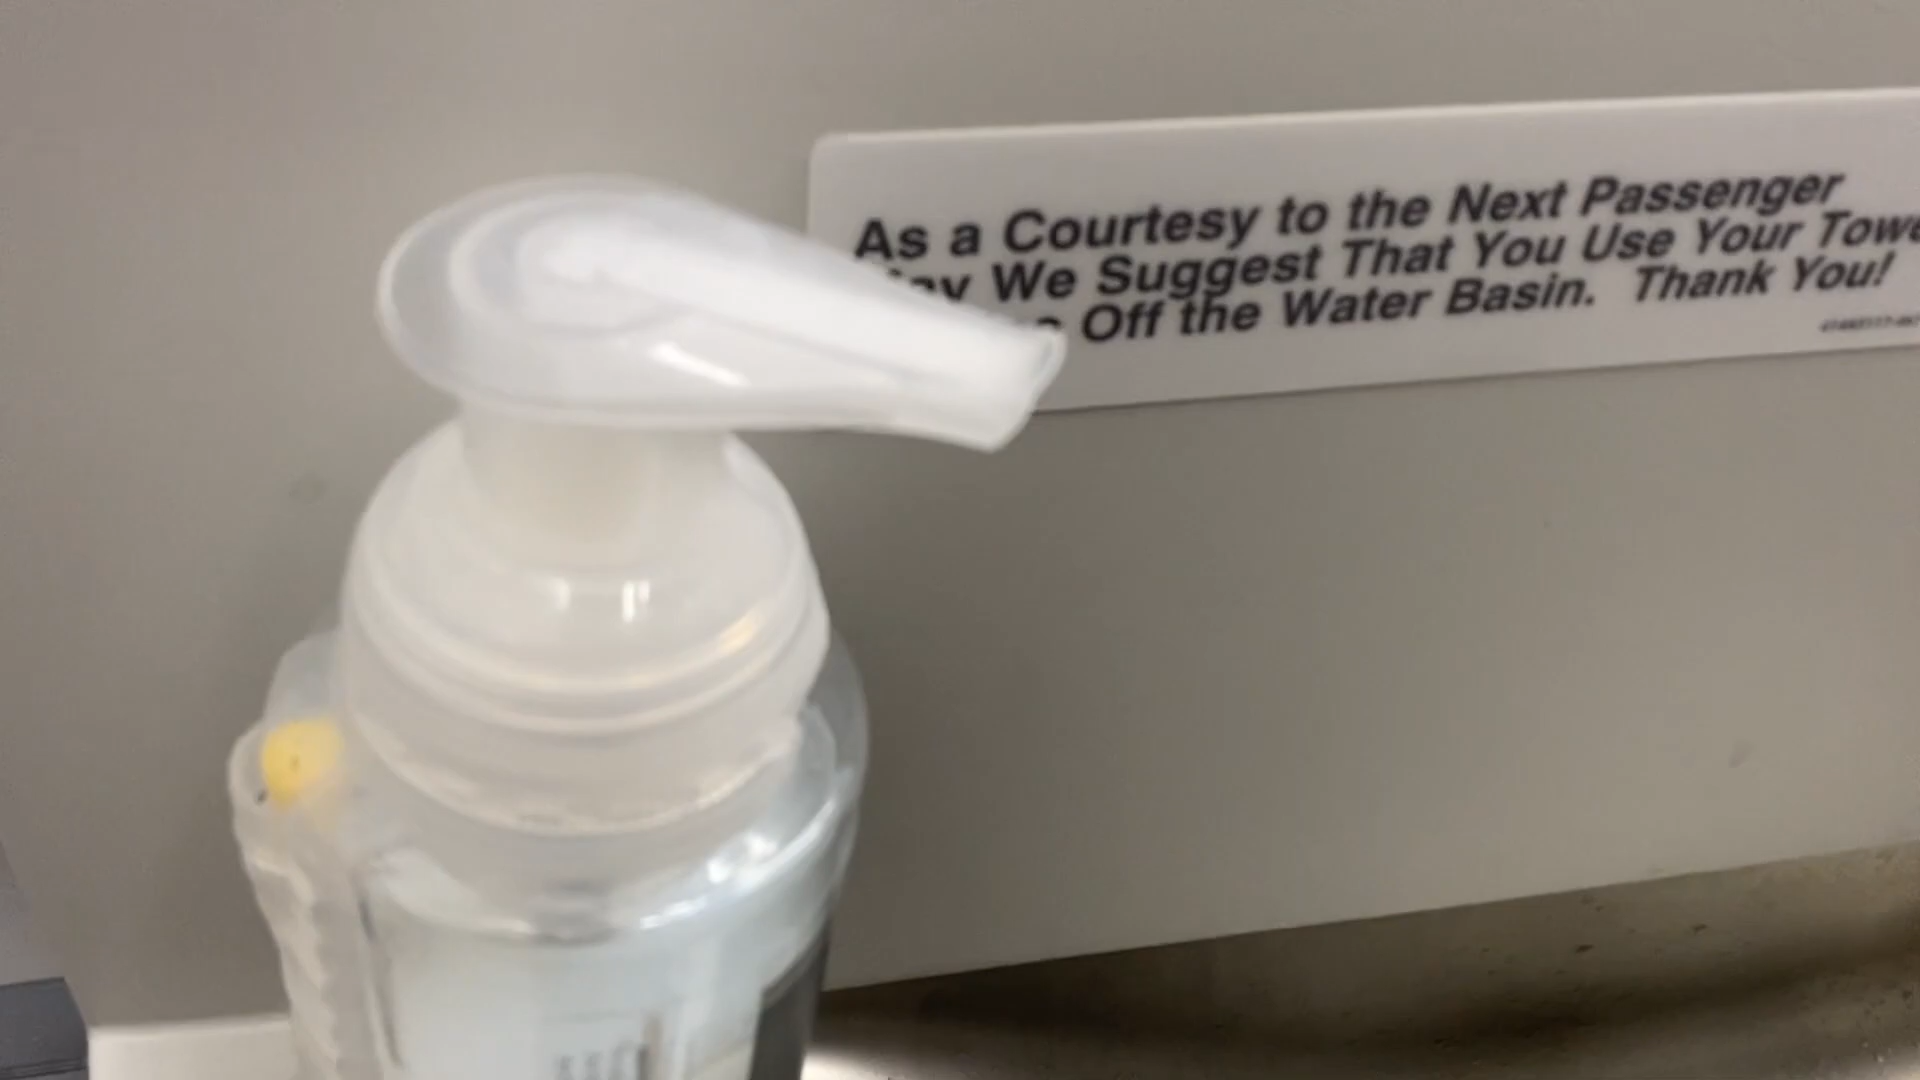 As a Courtesy to the Next Passenger
We Suggest That You Use Your
Off the Water Basin. Thank You!